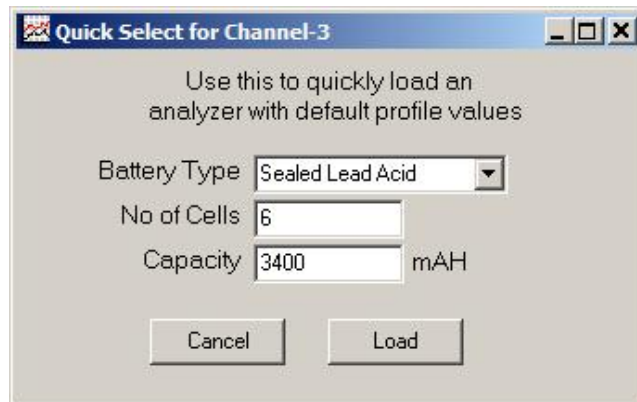 Quick Select for Channel-3
Use this to quickly load an
analyzer with default profile values
Battery Type Sealed Lead Acid
No of Cells 6
Capacity 3400 mAH
Cancel Load